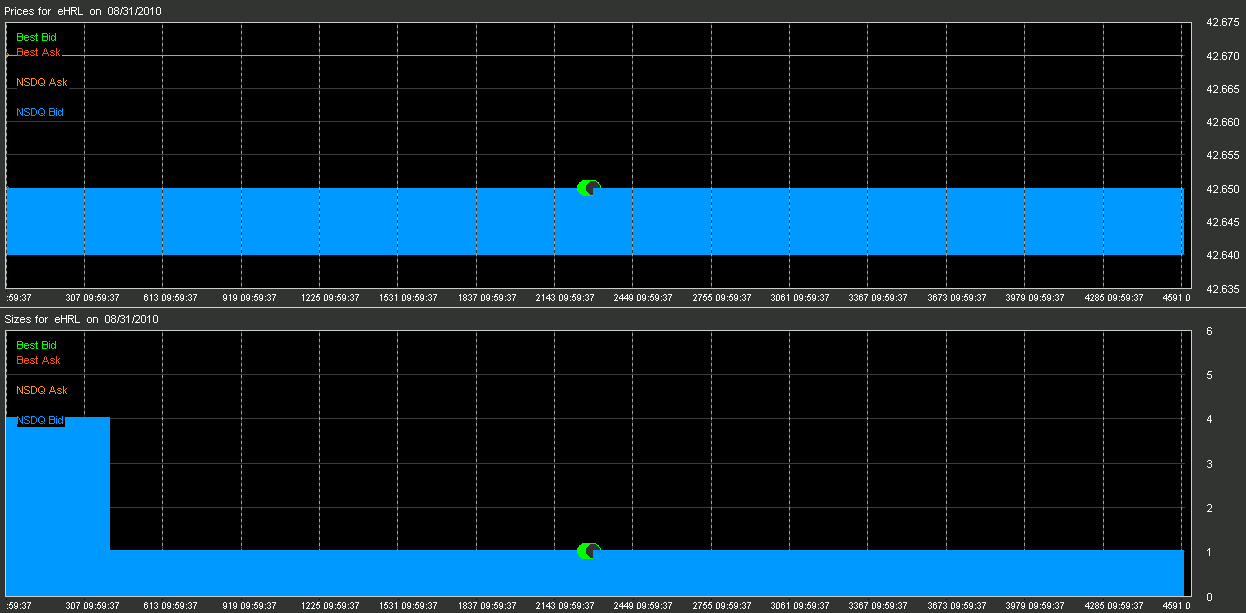 Prices for eHRL on 08/31/2010
Best Bid
Best Ask
NSDQ Ask
NSDQ Bid
42.675
42.670
42.665
42.660
42.655
42.650
42.645
42.640
42.635
:59:37 307 09:59:37 613 09:59:37 919 09:59:37 1225 09:59:37 1531 09:59:37 1837 09:59:37 2143 09:59:37 2449 09:59:37 2755 09:59:37 3061 09:59:37 3367 09:59:37 3673 09:59:37 3979 09:59:37 4285 09:59:37 4591 0
Sizes for eHRL on 08/31/2010
Best Bid
Best Ask
NSDQ Ask
NSDQ Bid
6
5
4
3
2
1
0
:59:37 307 09:59:37 613 09:59:37 919 09:59:37 1225 09:59:37 1531 09:59:37 1837 09:59:37 2143 09:59:37 2449 09:59:37 2755 09:59:37 3061 09:59:37 3367 09:59:37 3673 09:59:37 3979 09:59:37 4285 09:59:37 4591 0